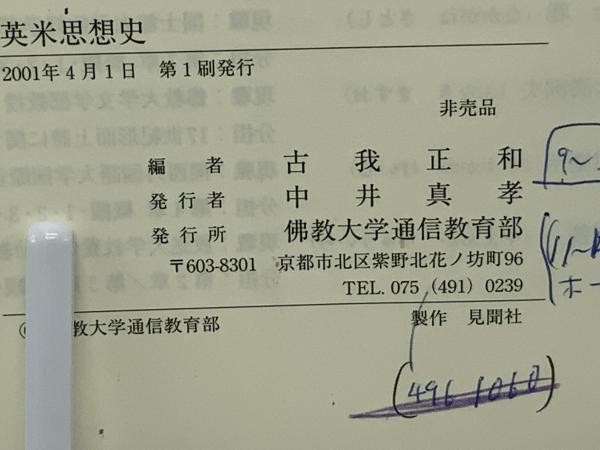 英米思想史
2001年4月1日 第1刷発行
非売品
編者 古我正和
発行者 中井真孝
発行所 佛教大学通信教育部
〒603-8301 京都市北区紫野北花ノ坊町96
TEL. 075 (491) 0239
教大学通信教育部 製作 見聞社
9〜
11〜
ホー
(496 1060)